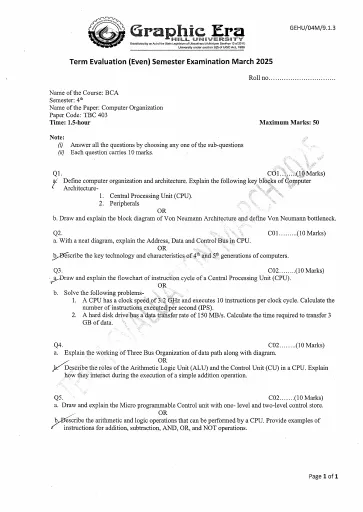 GEHU/04M/9.1.3
Graphic Era
HILL UNIVERSITY
Term Evaluation (Even) Semester Examination March 2025
Roll no..............................
Name of the Course: BCA
Semester: 4th
Name of the Paper: Computer Organization
Paper Code: TBC 403
Time: 1.5-hour Maximum Marks: 50
Note:
(i) Answer all the questions by choosing any one of the sub-questions
(ii) Each question carries 10 marks.
Q1. CO1........(10 Marks)
a. Define computer organization and architecture. Explain the following key blocks of Computer
Architecture-
1. Central Processing Unit (CPU).
2. Peripherals
OR
b. Draw and explain the block diagram of Von Neumann Architecture and define Von Neumann bottleneck.
Q2. C01........(10 Marks)
a. With a neat diagram, explain the Address, Data and Control Bus in CPU.
OR
b. Describe the key technology and characteristics of 4th and 5th generations of computers.
Q3 C02........(10 Marks)
a. Draw and explain the flowchart of instruction cycle of a Central Processing Unit (CPU).
OR
b. Solve the following problems-
1. A CPU has a clock speed of 3.2 GHz and executes 10 instructions per clock cycle. Calculate the
number of instructions executed per second (IPS).
2. A hard disk drive has a data transfer rate of 150 MB/s. Calculate the time required to transfer 3
GB of data.
Q4. C02........(10 Marks)
a. Explain the working of Three Bus Organization of data path along with diagram.
OR
b. Describe the roles of the Arithmetic Logic Unit (ALU) and the Control Unit (CU) in a CPU. Explain
how they interact during the execution of a simple addition operation.
Q5. C02........(10 Marks)
a. Draw and explain the Micro programmable Control unit with one- level and two-level control store.
OR
b. Describe the arithmetic and logic operations that can be performed by a CPU. Provide examples of
instructions for addition, subtraction, AND, OR, and NOT operations.
Page 1 of 1